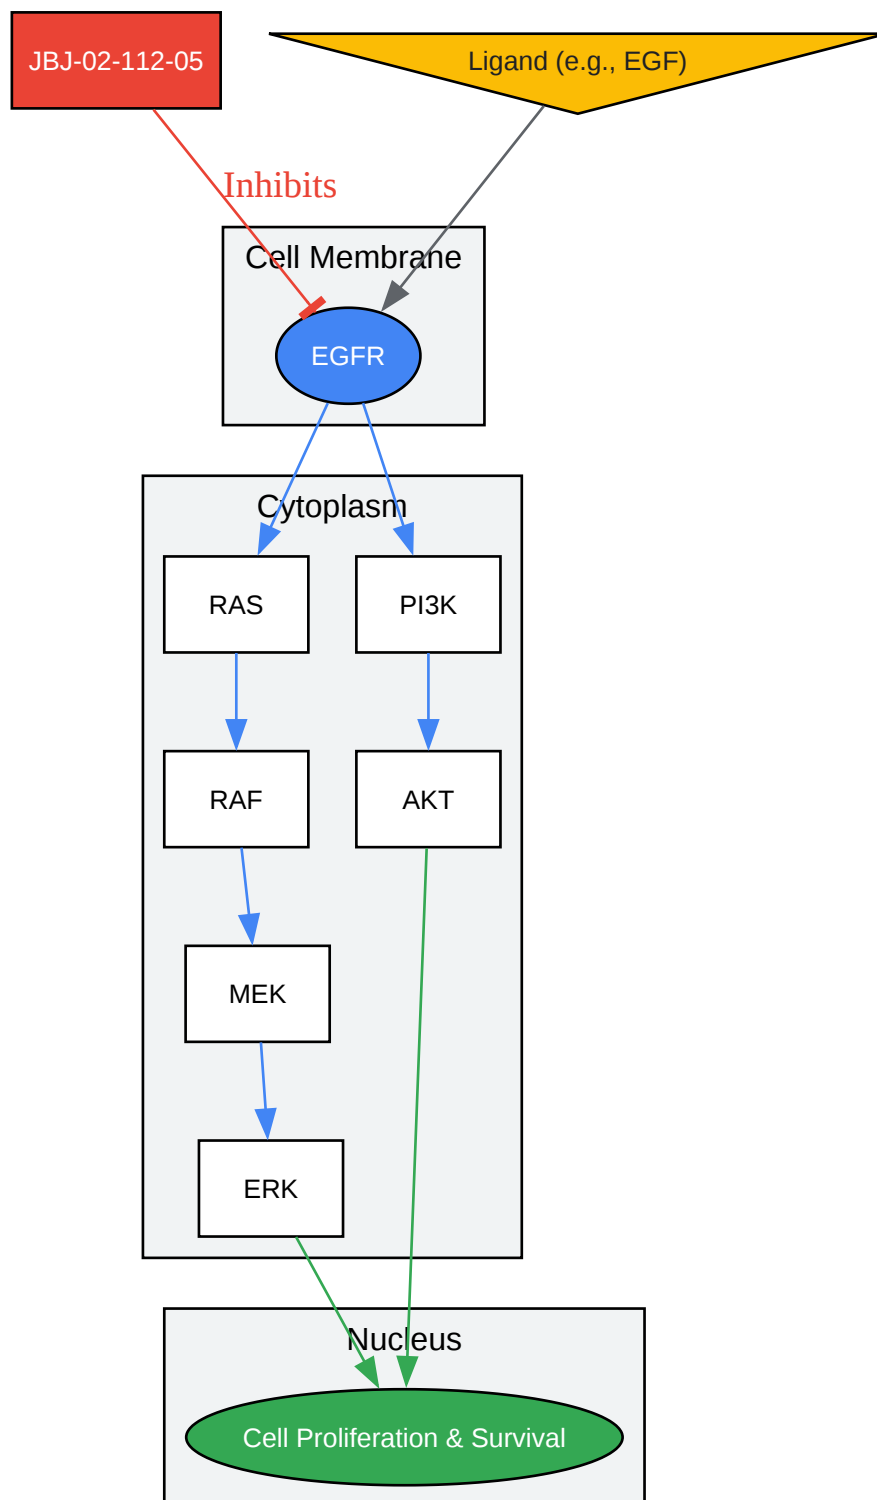 JBJ-02-112-05
Ligand (e.g., EGF)
Inhibits
Cell Membrane
EGFR
Cytoplasm
RAS
PI3K
RAF
AKT
MEK
ERK
Nucleus
Cell Proliferation & Survival